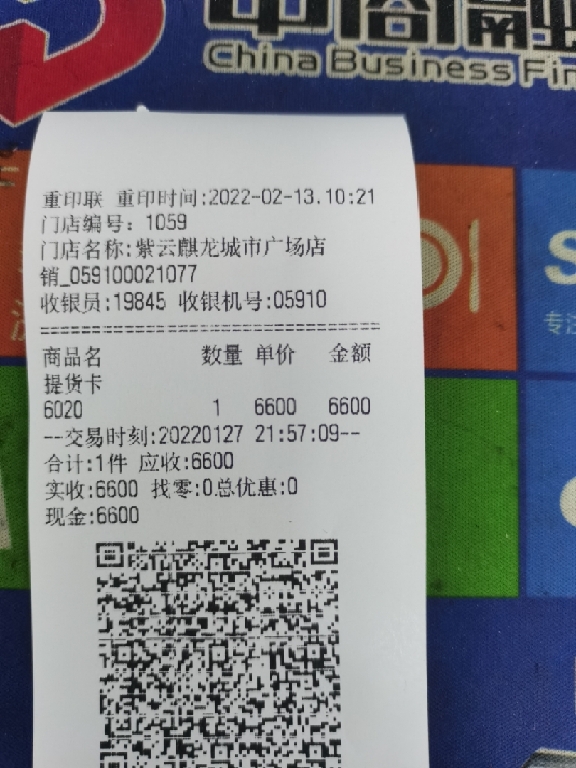 China Business Fin
重印联 重印时间:2022-02-13.10:21
门店编号: 1059
门店名称:紫云麒龙城市广场店
销_059100021077
收银员:19845 收银机号:05910
======================================
商品名 数量 单价 金额
提货卡
6020 1 6600 6600
--交易时刻:20220127 21:57:09--
合计:1件 应收:6600
实收:6600 找零:0总优惠:0
现金:6600
S
专注